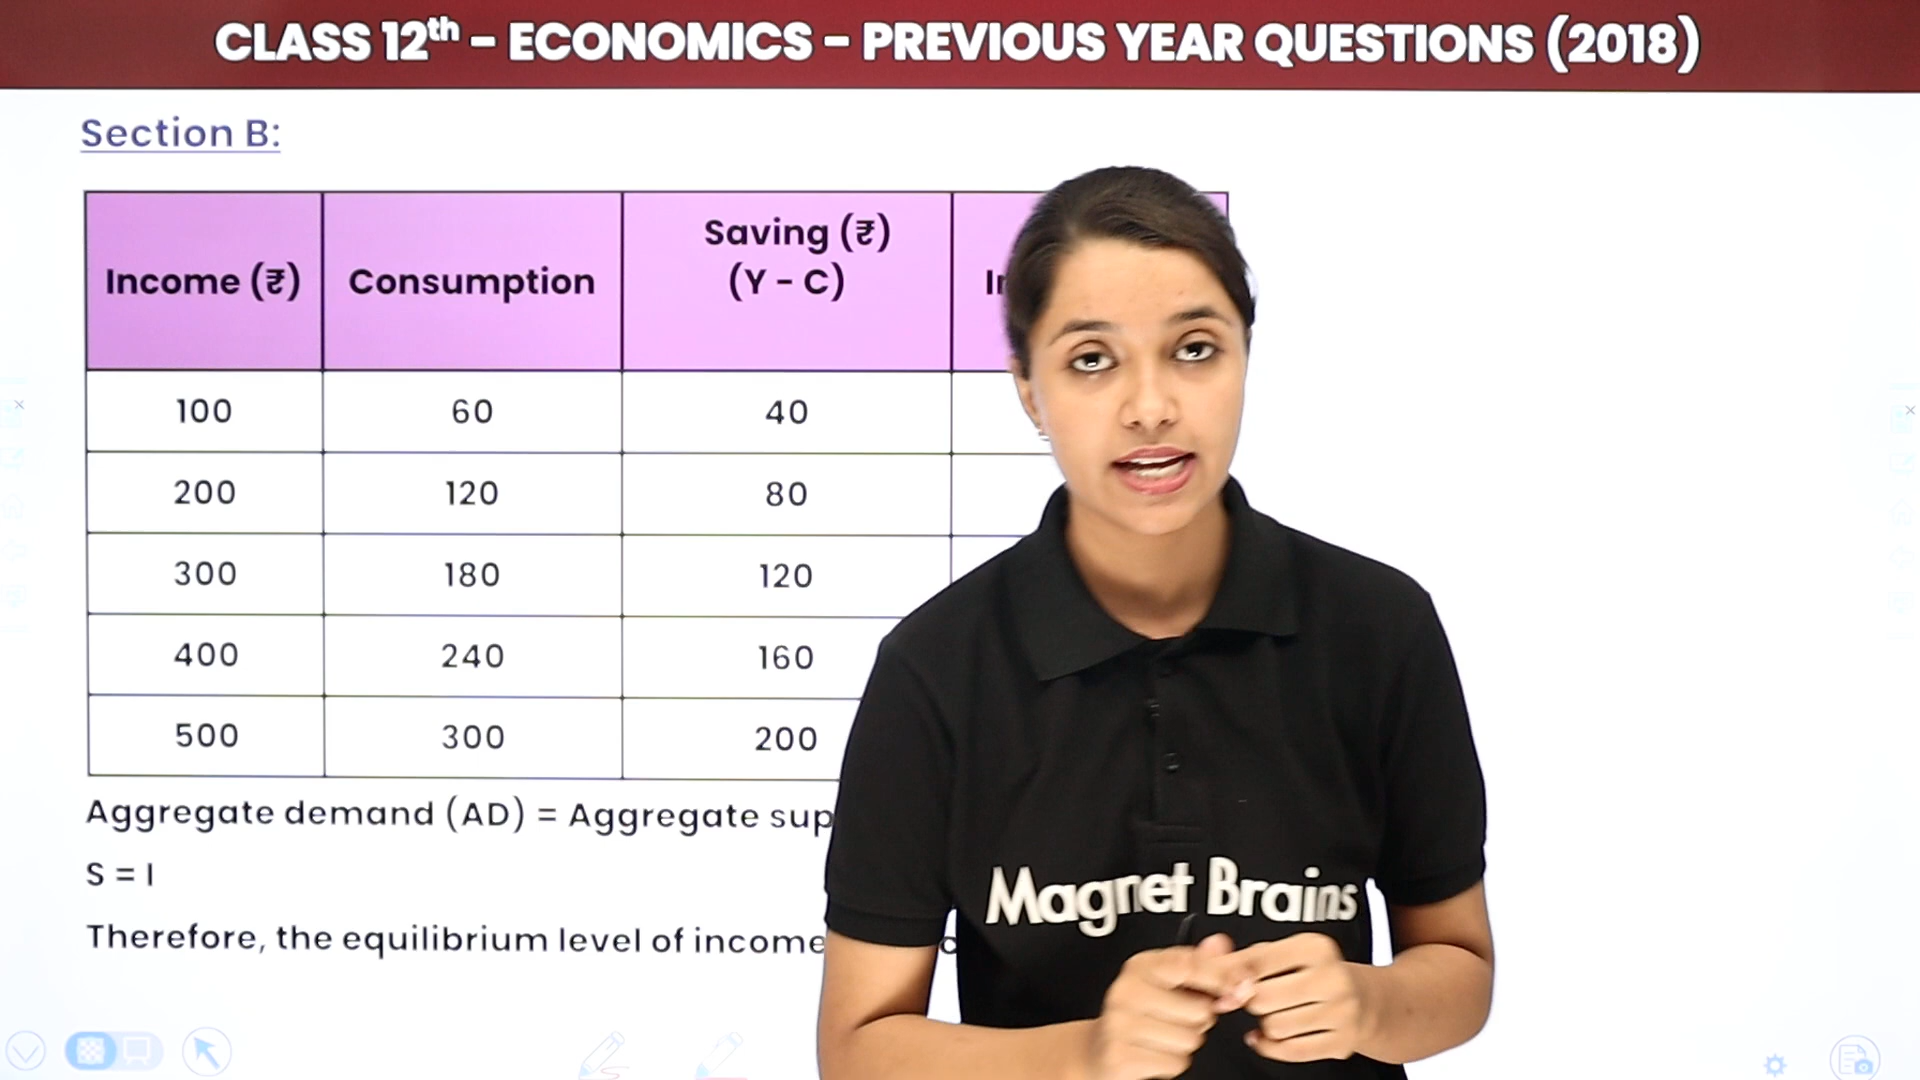 CLASS 12th – ECONOMICS – PREVIOUS YEAR QUESTIONS (2018)
Section B:
Income (₹) Consumption Saving (₹) (Y – C)
100 60 40
200 120 80
300 180 120
400 240 160
500 300 200
Aggregate demand (AD) = Aggregate
S = I
Therefore, the equilibrium level of income
Magnet Brains